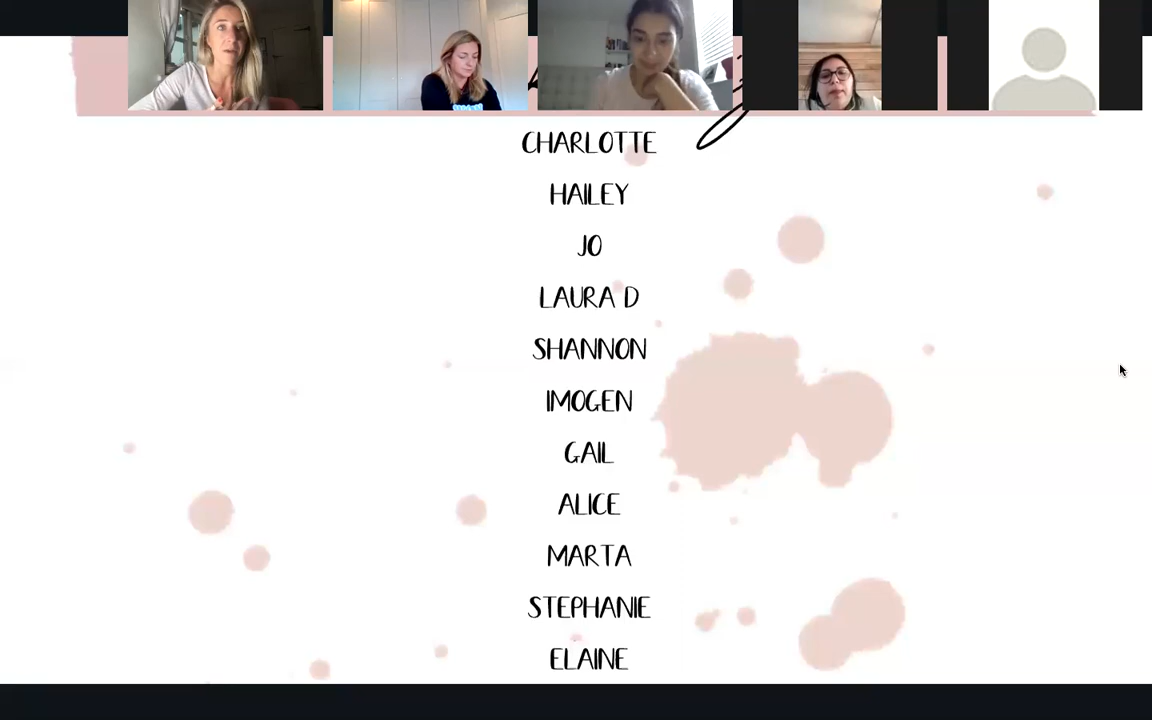 CHARLOTTE
HAILEY
JO
LAURA D
SHANNON
IMOGEN
GAIL
ALICE
MARTA
STEPHANIE
ELAINE